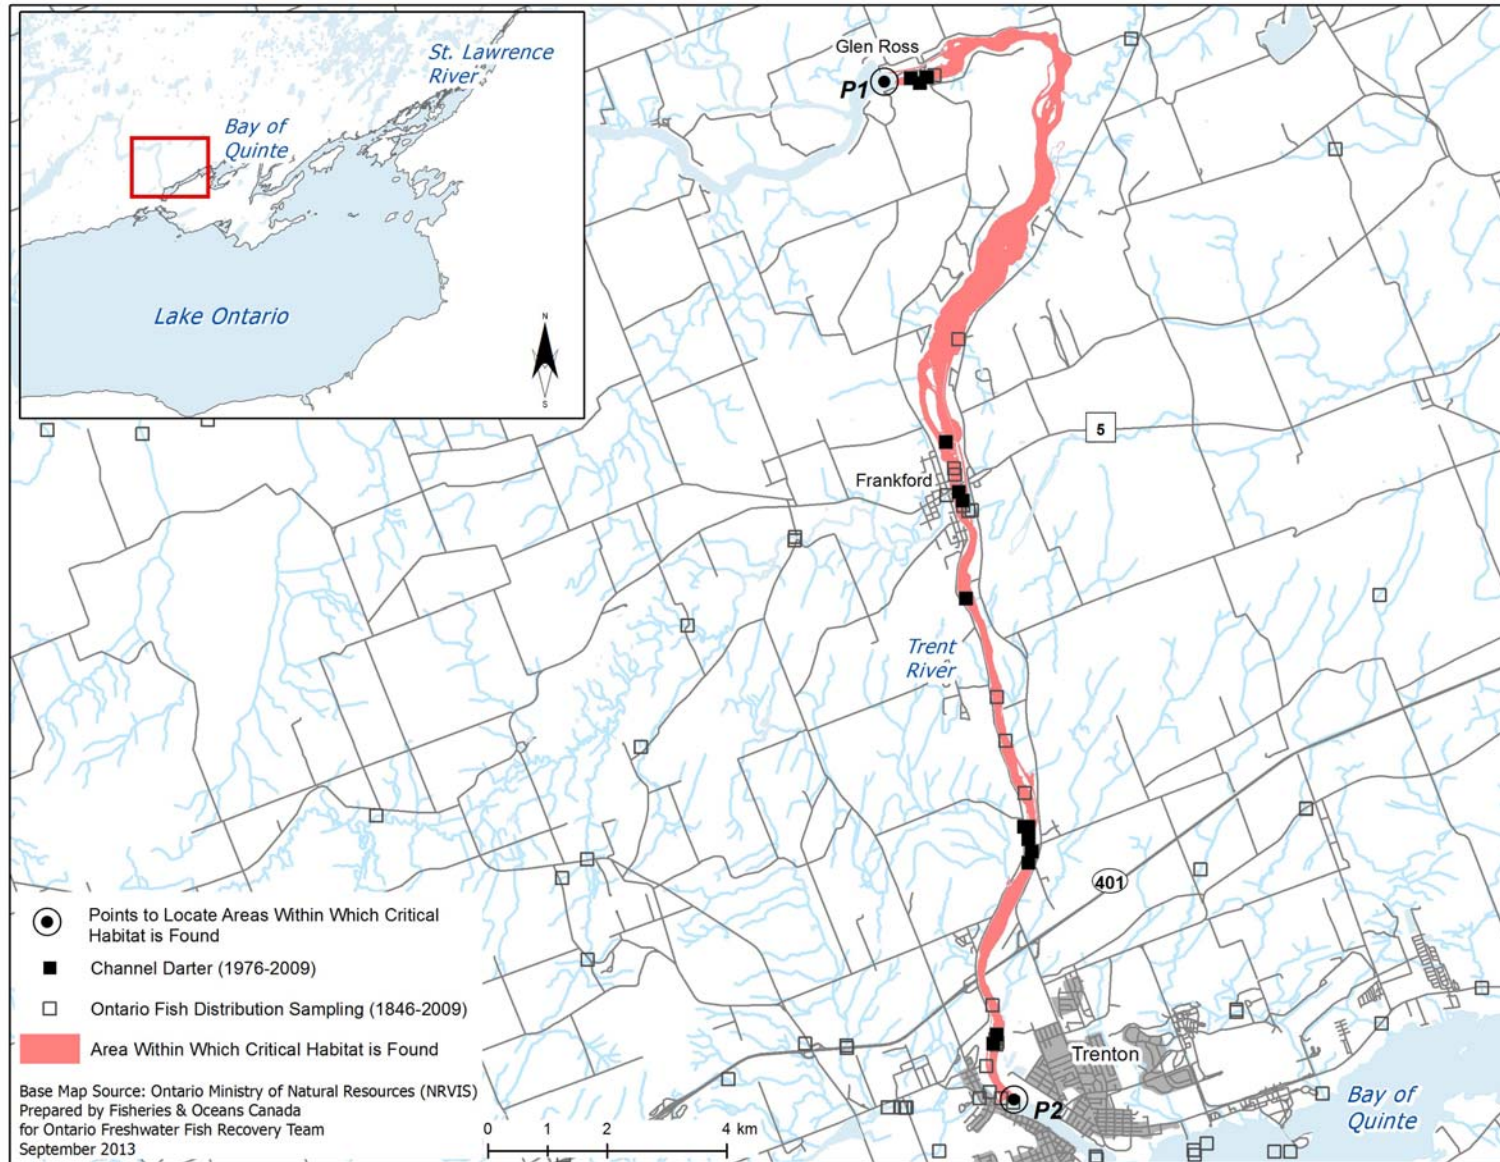 St. Lawrence
River
Bay of
Quinte
Lake Ontario
N
S
Glen Ross
P1
5
Frankford
Trent
River
401
Trenton
P2
Bay of
Quinte
Points to Locate Areas Within Which Critical
Habitat is Found
Channel Darter (1976-2009)
Ontario Fish Distribution Sampling (1846-2009)
Area Within Which Critical Habitat is Found
Base Map Source: Ontario Ministry of Natural Resources (NRVIS)
Prepared by Fisheries & Oceans Canada
for Ontario Freshwater Fish Recovery Team
September 2013
0 1 2 4 km